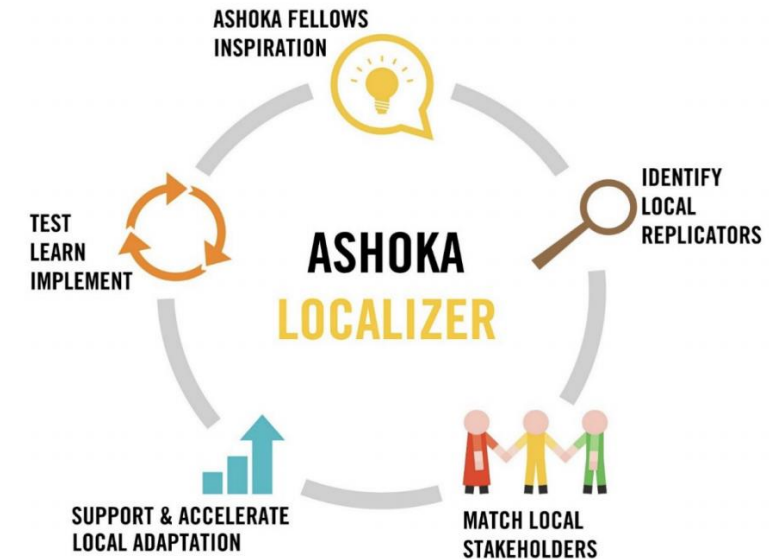 ASHOKA FELLOWS
INSPIRATION
IDENTIFY
LOCAL
REPLICATORS
TEST
LEARN
IMPLEMENT
ASHOKA
LOCALIZER
SUPPORT & ACCELERATE
LOCAL ADAPTATION
MATCH LOCAL
STAKEHOLDERS